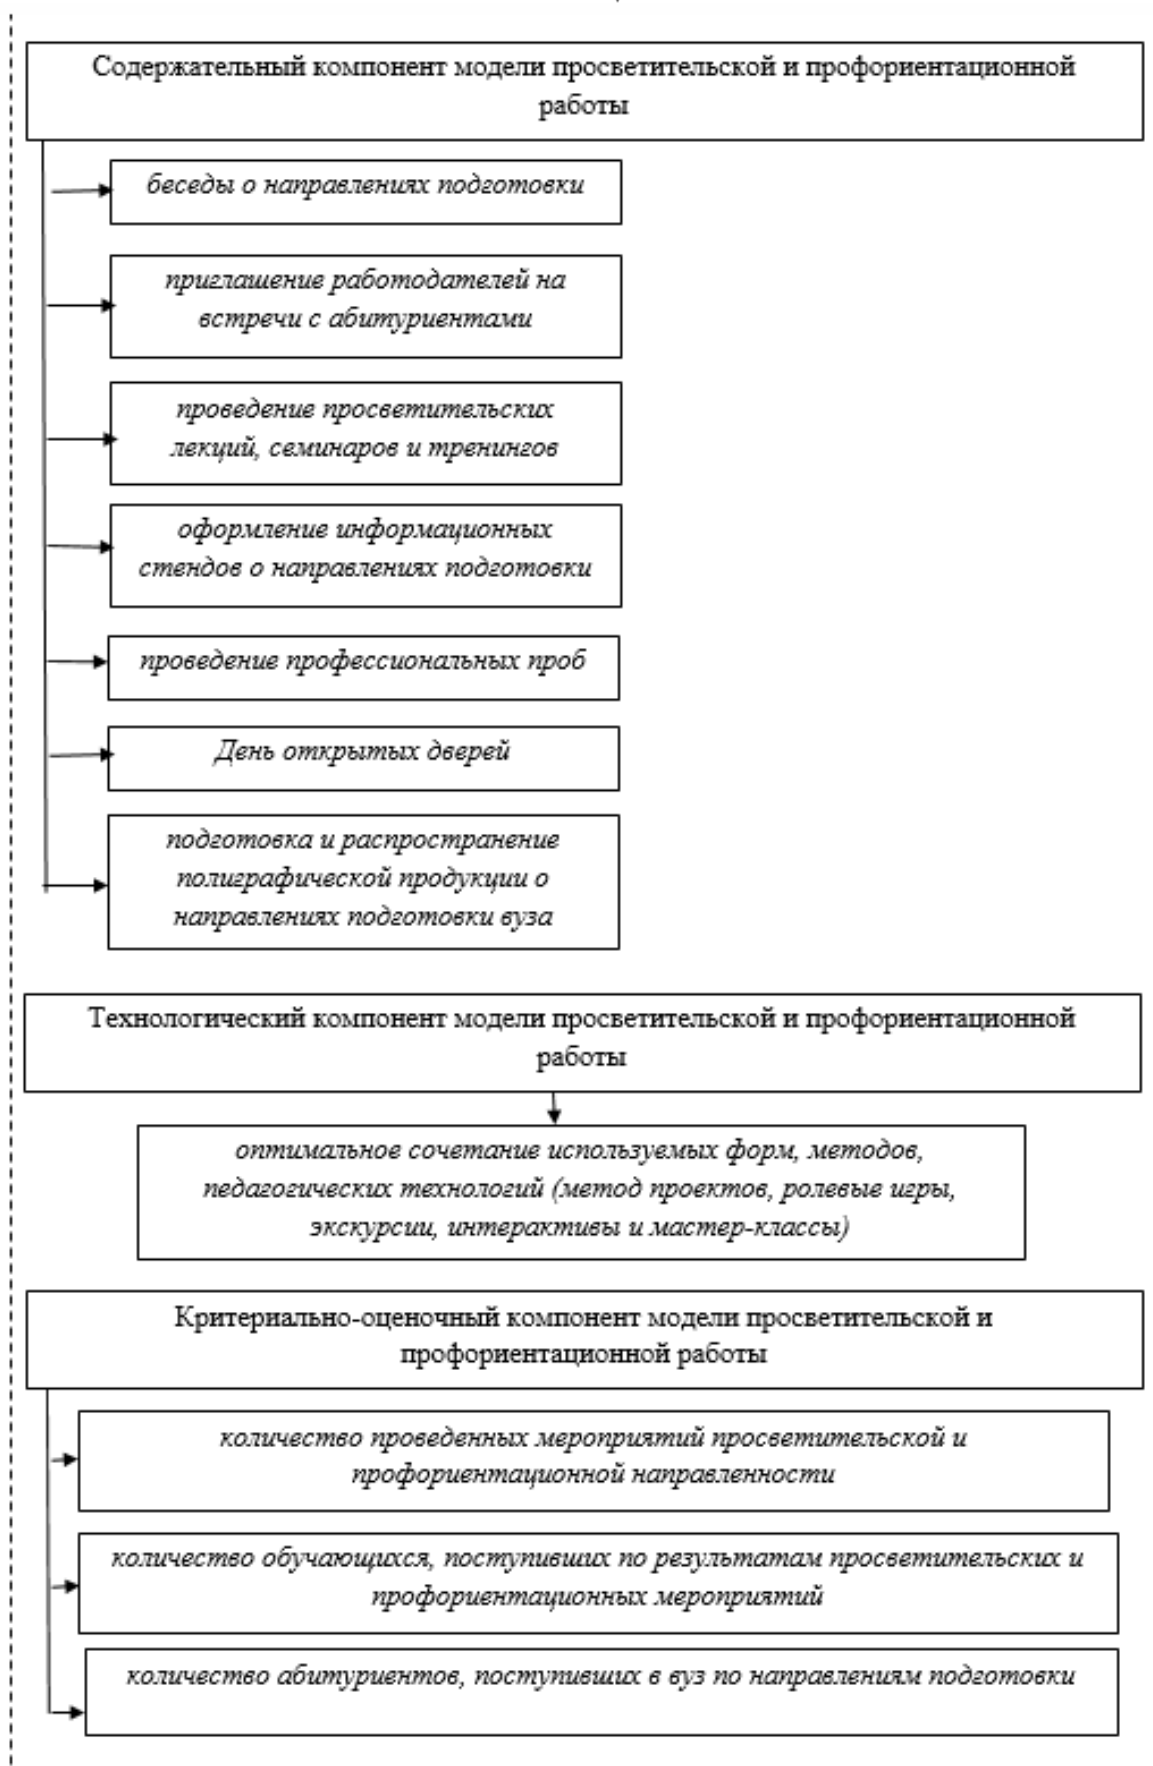 Содержательный компонент модели просветительской и профориентационной
работы
беседы о направлениях подготовки
приглашение работодателей на
встречи с абитуриентами
проведение просветительских
лекций, семинаров и тренингов
оформление информационных
стендов о направлениях подготовки
проведение профессиональных проб
День открытых дверей
подготовка и распространение
полиграфической продукции о
направлениях подготовки вуза
Технологический компонент модели просветительской и профориентационной
работы
оптимальное сочетание используемых форм, методов,
педагогических технологий (метод проектов, ролевые игры,
экскурсии, интерактивы и мастер-классы)
Критериально-оценочный компонент модели просветительской и
профориентационной работы
количество проведенных мероприятий просветительской и
профориентационной направленности
количество обучающихся, поступивших по результатам просветительских и
профориентационных мероприятий
количество абитуриентов, поступивших в вуз по направлениям подготовки